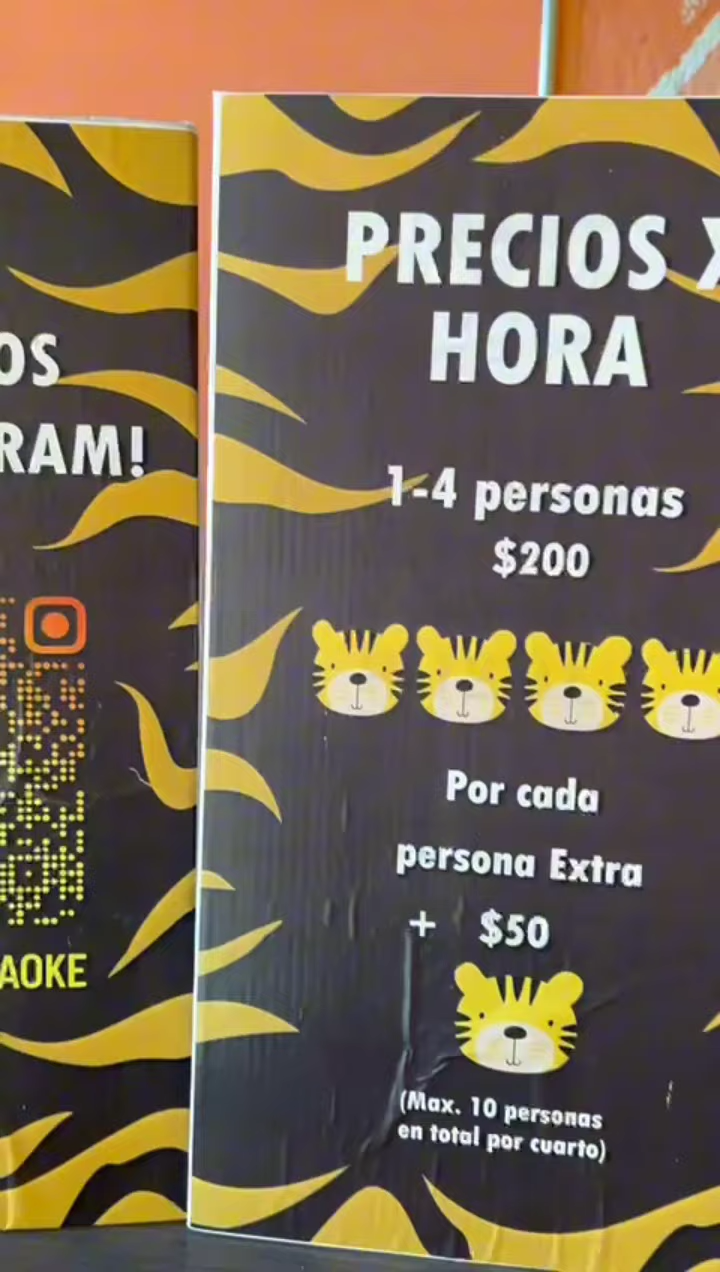 OS
RAM!
AOKE
PRECIOS X
HORA
1-4 personas
$200
Por cada
persona Extra
+ $50
(Max. 10 personas
en total por cuarto)